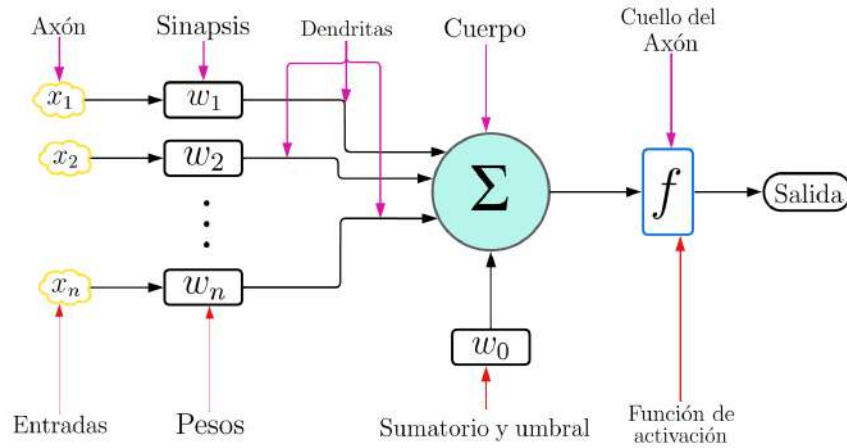 Axón
Sinapsis
Dendritas
Cuerpo
Cuello del
Axón
x1
w1
x2
w2
Σ
f
Salida
xn
wn
w0
Entradas
Pesos
Sumatorio y umbral
Función de
activación